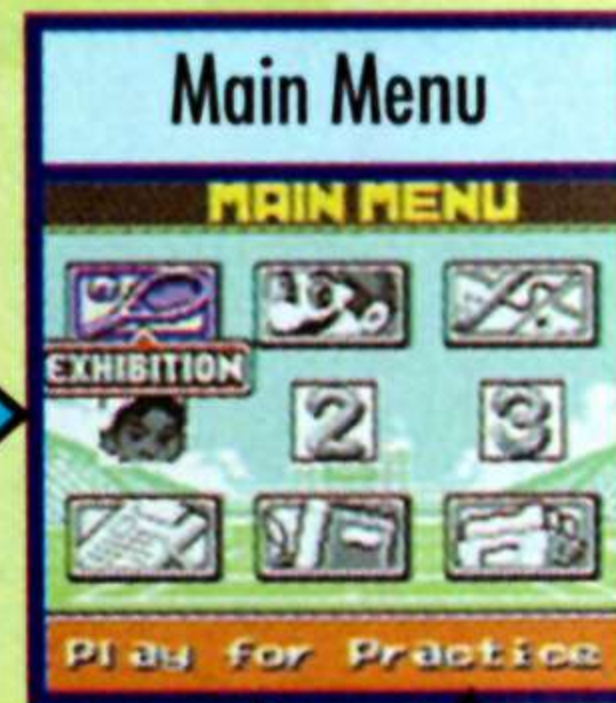 Main Menu
MAIN MENU
EXHIBITION
2 3
Play for Practice